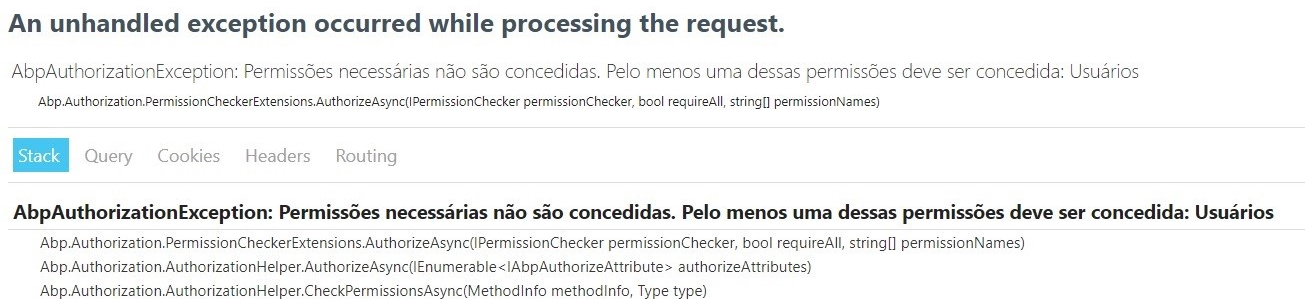 An unhandled exception occurred while processing the request.
AbpAuthorizationException: Permissões necessárias não são concedidas. Pelo menos uma dessas permissões deve ser concedida: Usuários
Abp.Authorization.PermissionCheckerExtensions.AuthorizeAsync(IPermissionChecker permissionChecker, bool requireAll, string[] permissionNames)
Stack Query Cookies Headers Routing
AbpAuthorizationException: Permissões necessárias não são concedidas. Pelo menos uma dessas permissões deve ser concedida: Usuários
Abp.Authorization.PermissionCheckerExtensions.AuthorizeAsync(IPermissionChecker permissionChecker, bool requireAll, string[] permissionNames)
Abp.Authorization.AuthorizationHelper.AuthorizeAsync(IEnumerable<IAbpAuthorizeAttribute> authorizeAttributes)
Abp.Authorization.AuthorizationHelper.CheckPermissionsAsync(MethodInfo methodInfo, Type type)